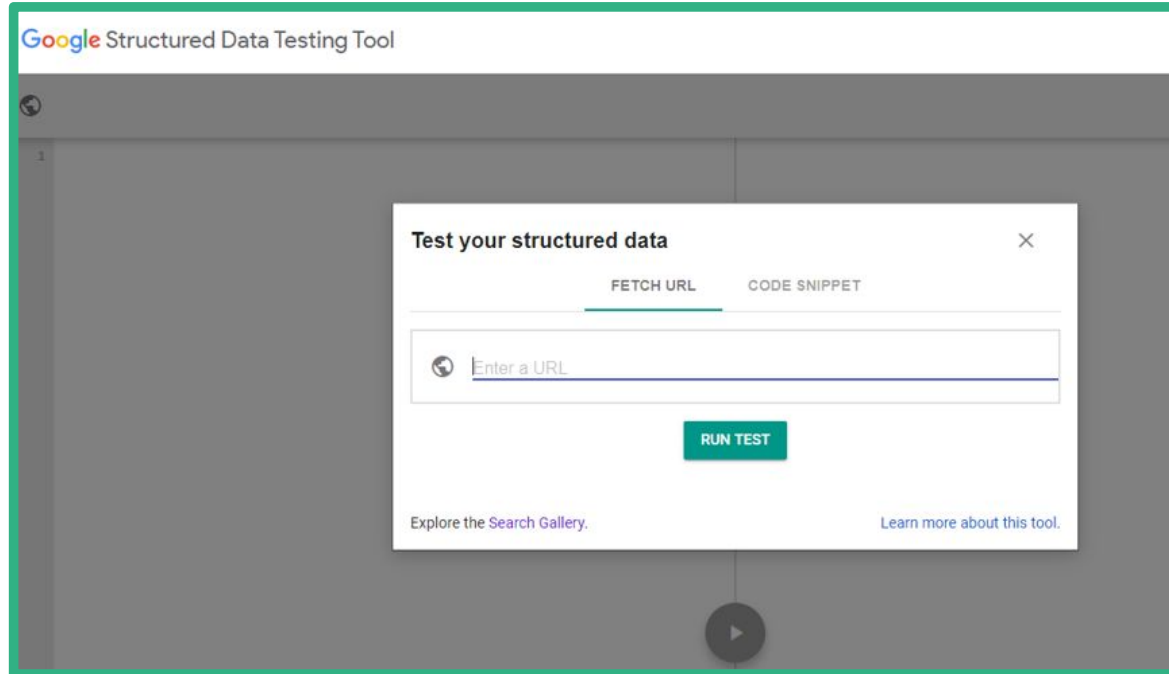 Google Structured Data Testing Tool
1
Test your structured data
FETCH URL CODE SNIPPET
Enter a URL
RUN TEST
Explore the Search Gallery. Learn more about this tool.